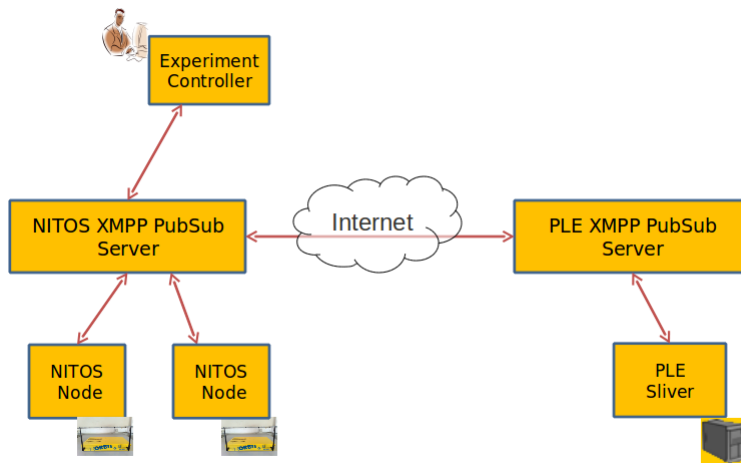 Experiment
Controller
NITOS XMPP PubSub
Server
Internet
PLE XMPP PubSub
Server
NITOS
Node
NITOS
Node
PLE
Sliver